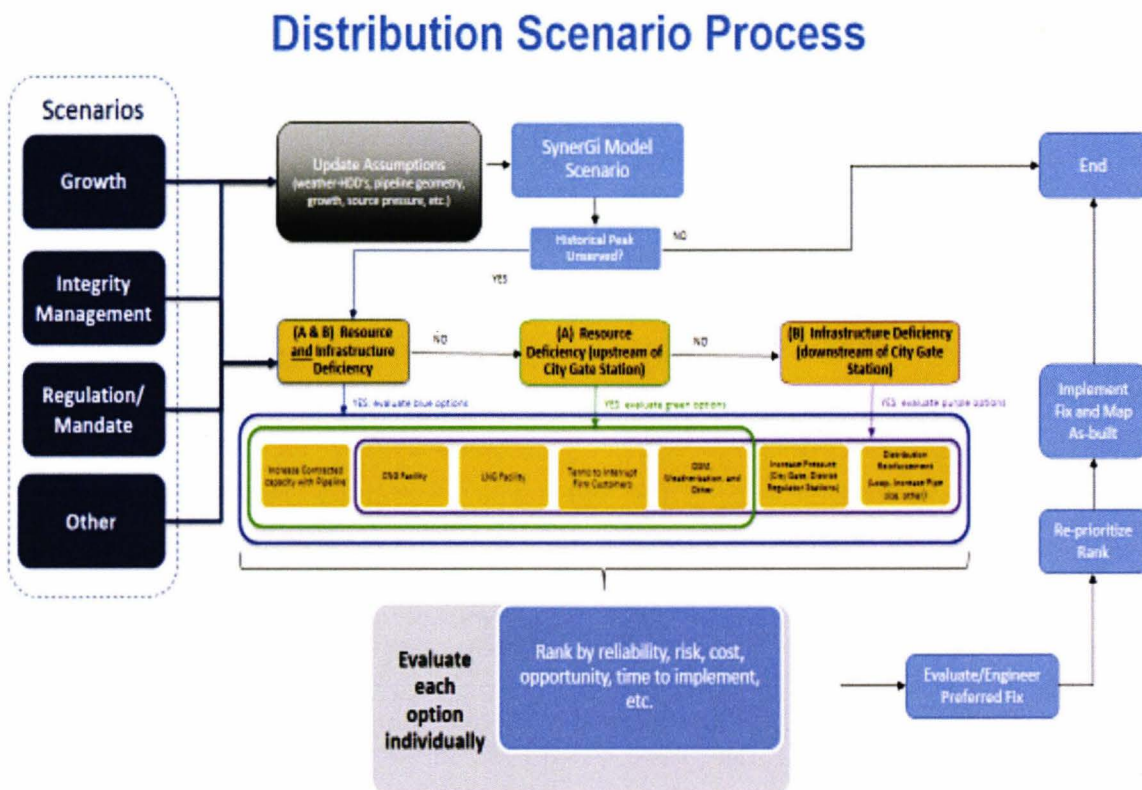 Distribution Scenario Process
Scenarios
Growth
Integrity
Management
Regulation/
Mandate
Other
Update Assumptions
(weather-HDD's, pipeline geometry,
growth, source pressure, etc.)
SynerGi Model
Scenario
Historical Peak
Unserved?
NO
YES
End
(A & B) Resource
and Infrastructure
Deficiency
NO
(A) Resource
Deficiency (upstream of
City Gate Station)
NO
(B) Infrastructure Deficiency
(downstream of City Gate
Station)
YES, evaluate blue options
YES, evaluate green options
YES, evaluate purple options
Increase Contracted
capacity with Pipeline
CNG Facility
LNG Facility
to Interrupt
Firm Customers
DSM,
Weatherization, and
Other
Increase Pressure
(City Gate, District
Regulator Stations)
Distribution
Reinforcement
(Loop, Increase Pipe
size, other)
Evaluate
each
option
individually
Rank by reliability, risk, cost,
opportunity, time to implement,
etc.
Evaluate/Engineer
Preferred Fix
Re-prioritize
Rank
Implement
Fix and Map
As-built